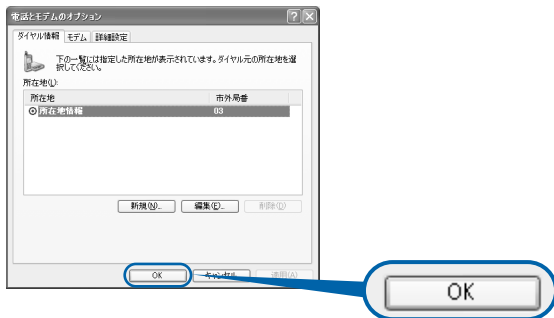 電話とモデムのオプション
ダイヤル情報 モデム 詳細設定
下の一覧には指定した所在地が表示されています。ダイヤル元の所在地を選
択してください。
所在地(L):
所在地 市外局番
所在地情報 03
新規(N)... 編集(E)... 削除(D)
OK キャンセル 適用(A)
OK